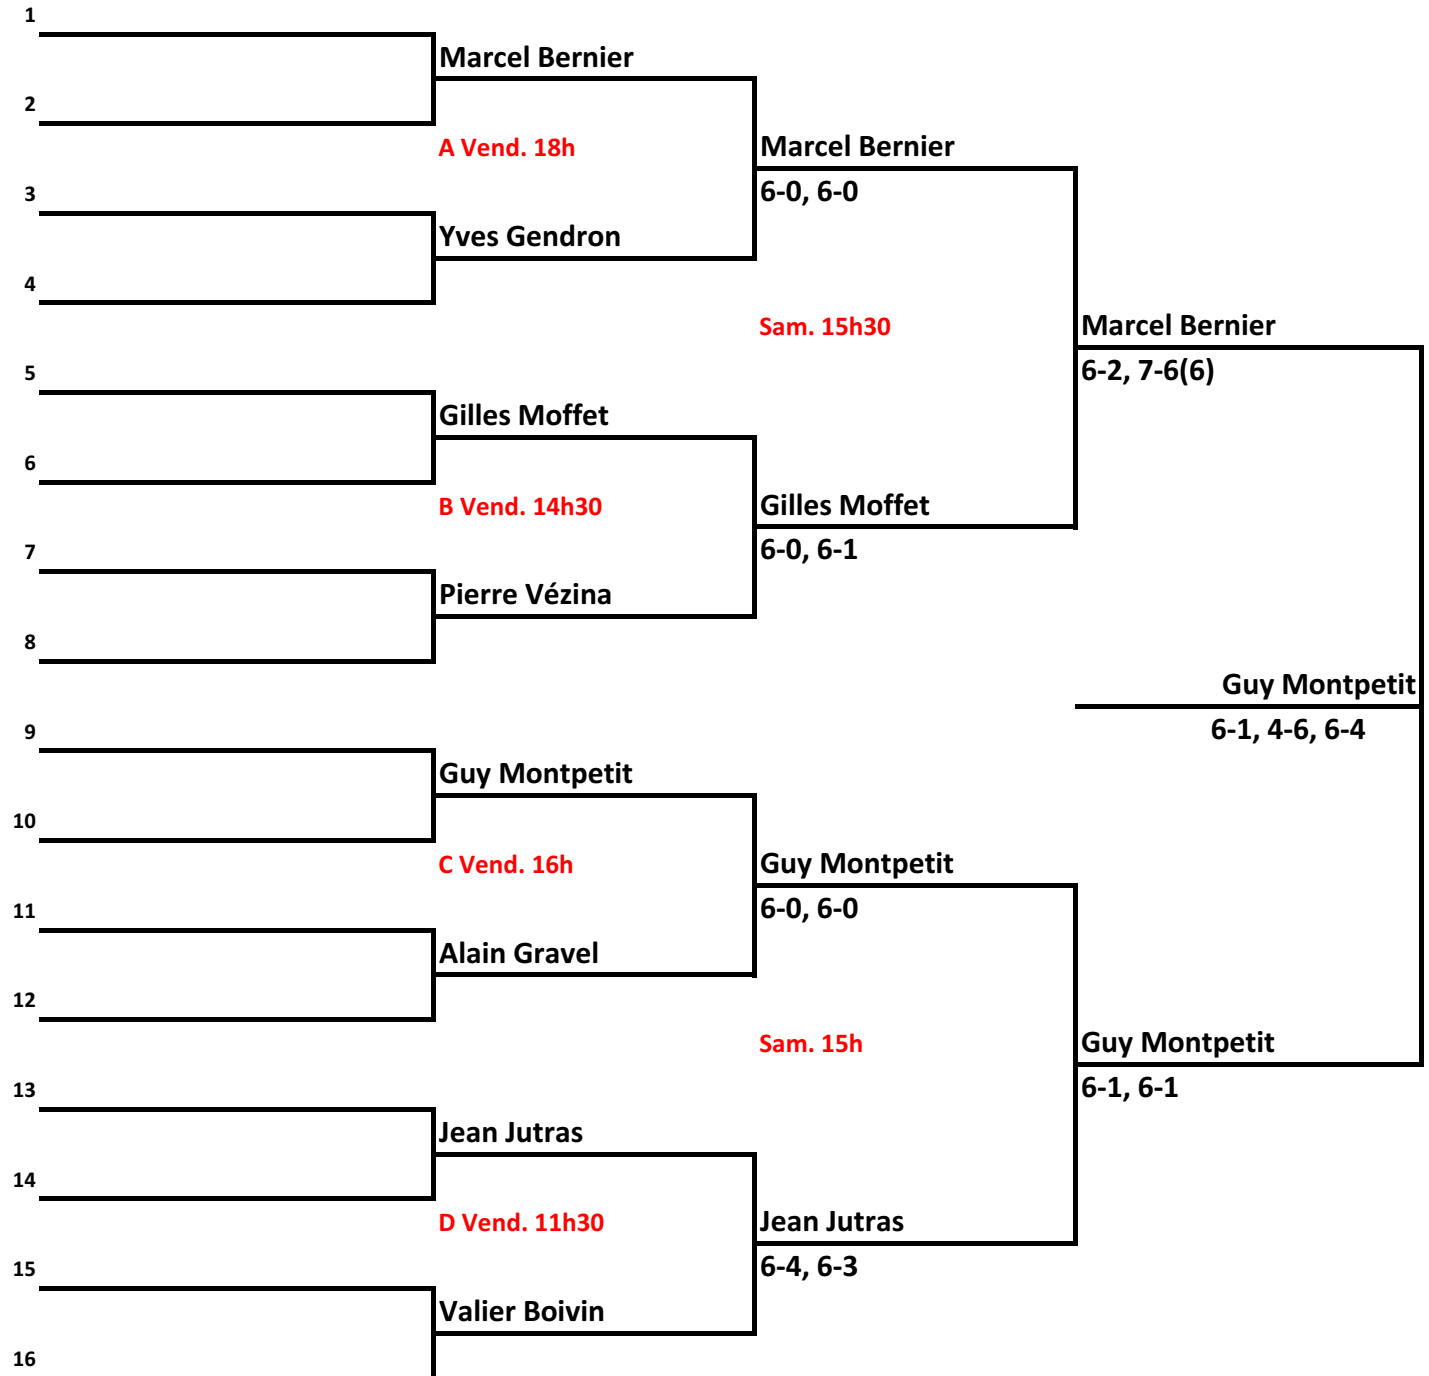 1
Marcel Bernier
2
A Vend. 18h
Marcel Bernier
3
6-0, 6-0
Yves Gendron
4
Sam. 15h30
Marcel Bernier
5
6-2, 7-6(6)
Gilles Moffet
6
B Vend. 14h30
Gilles Moffet
7
6-0, 6-1
Pierre Vézina
8
Guy Montpetit
9
6-1, 4-6, 6-4
Guy Montpetit
10
C Vend. 16h
Guy Montpetit
11
6-0, 6-0
Alain Gravel
12
Sam. 15h
Guy Montpetit
13
6-1, 6-1
Jean Jutras
14
D Vend. 11h30
Jean Jutras
15
6-4, 6-3
Valier Boivin
16